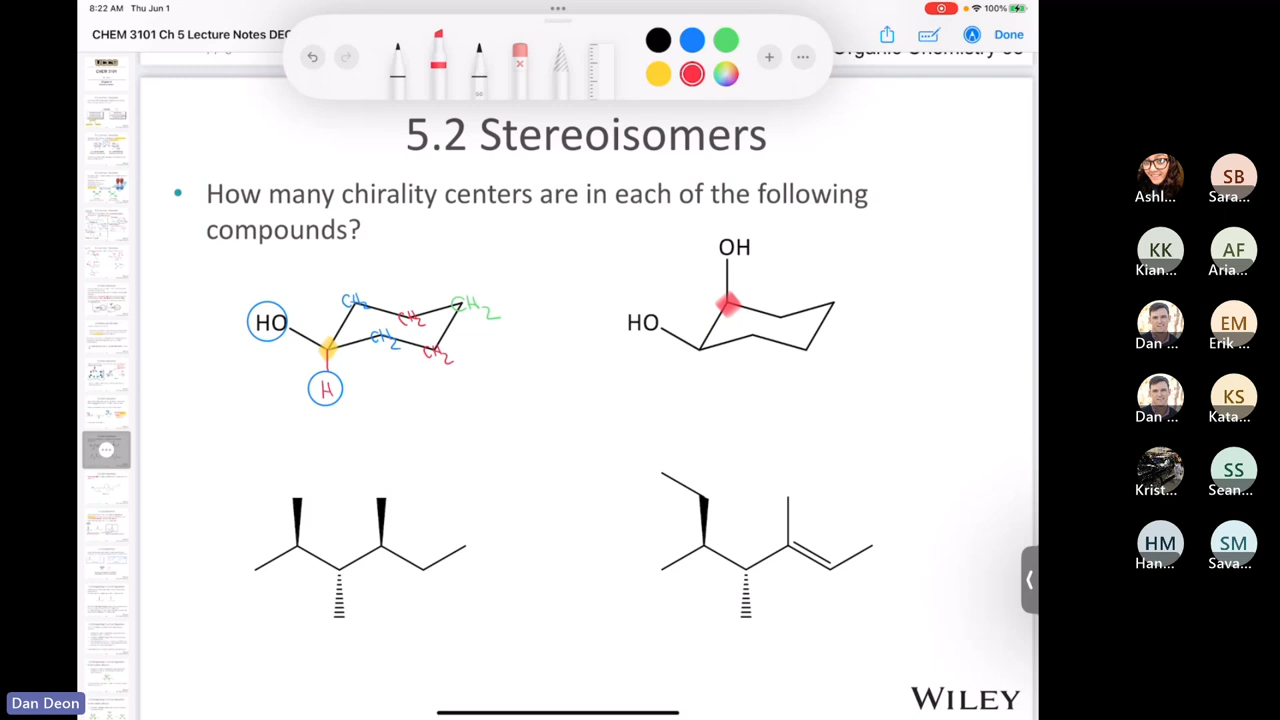 8:22 AM Thu Jun 1
100%
CHEM 3101 Ch 5 Lecture Notes DEC
Done
Organic Chemistry
5.2 Stereoisomers
• How many chirality centers are in each of the following
compounds?
OH
HO
CH2
CH2
CH2
CH2
CH2
H
HO
WILEY
Ashl...
SB
Sara...
KK
Kian...
AF
Aria...
Dan ...
EM
Erik ...
Dan ...
KS
Kata...
Krist...
SS
Sean...
HM
Han...
SM
Sava...
Dan Deon